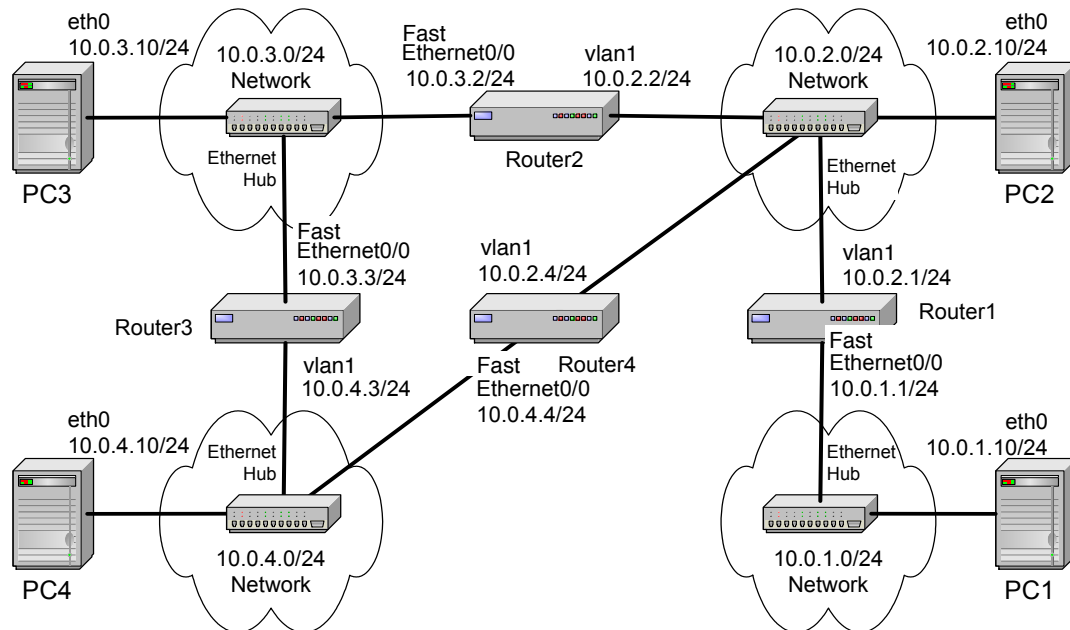 eth0
10.0.3.10/24
10.0.3.0/24
Network
Fast
Ethernet0/0
10.0.3.2/24
vlan1
10.0.2.2/24
10.0.2.0/24
Network
eth0
10.0.2.10/24
PC3
Ethernet
Hub
Router2
Ethernet
Hub
PC2
Fast
Ethernet0/0
10.0.3.3/24
vlan1
10.0.2.4/24
vlan1
10.0.2.1/24
Router3
Router1
vlan1
10.0.4.3/24
Fast
Ethernet0/0
10.0.4.4/24
Router4
Fast
Ethernet0/0
10.0.1.1/24
eth0
10.0.4.10/24
Ethernet
Hub
Ethernet
Hub
eth0
10.0.1.10/24
PC4
10.0.4.0/24
Network
10.0.1.0/24
Network
PC1